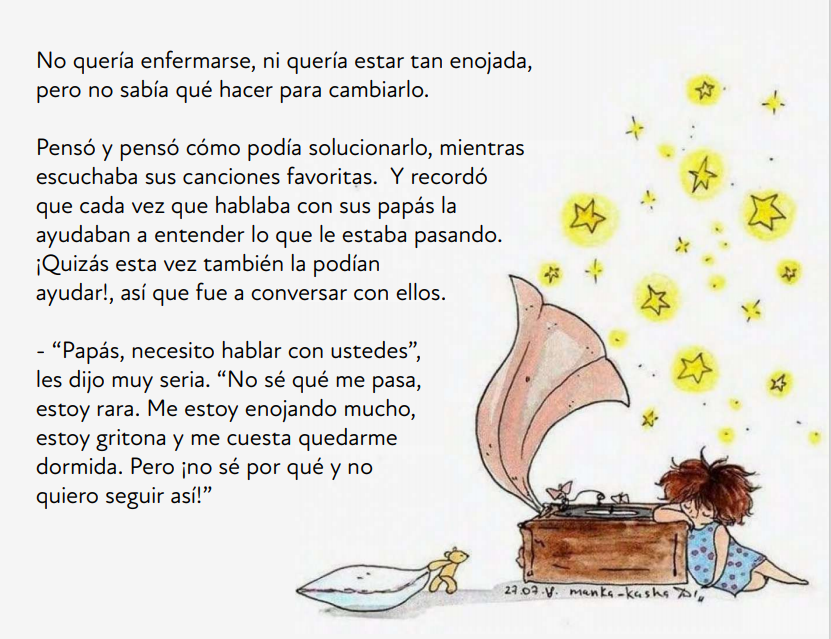 No quería enfermarse, ni quería estar tan enojada,
pero no sabía qué hacer para cambiarlo.
Pensó y pensó cómo podía solucionarlo, mientras
escuchaba sus canciones favoritas. Y recordó
que cada vez que hablaba con sus papás la
ayudaban a entender lo que le estaba pasando.
¡Quizás esta vez también la podían
ayudar!, así que fue a conversar con ellos.
- “Papás, necesito hablar con ustedes”,
les dijo muy seria. “No sé qué me pasa,
estoy rara. Me estoy enojando mucho,
estoy gritona y me cuesta quedarme
dormida. Pero ¡no sé por qué y no
quiero seguir así!”
27.07.V. manka-kasha